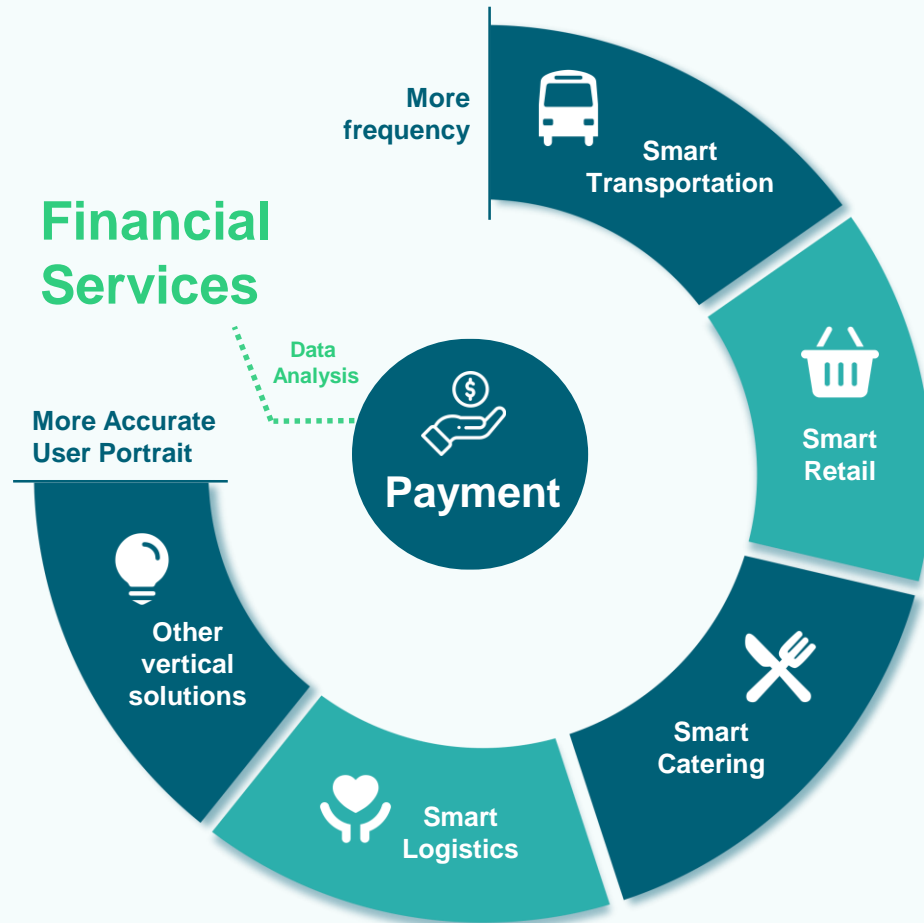 More
frequency
Smart
Transportation
Financial
Services
Data
Analysis
More Accurate
User Portrait
$
Payment
Smart
Retail
Other
vertical
solutions
Smart
Catering
Smart
Logistics